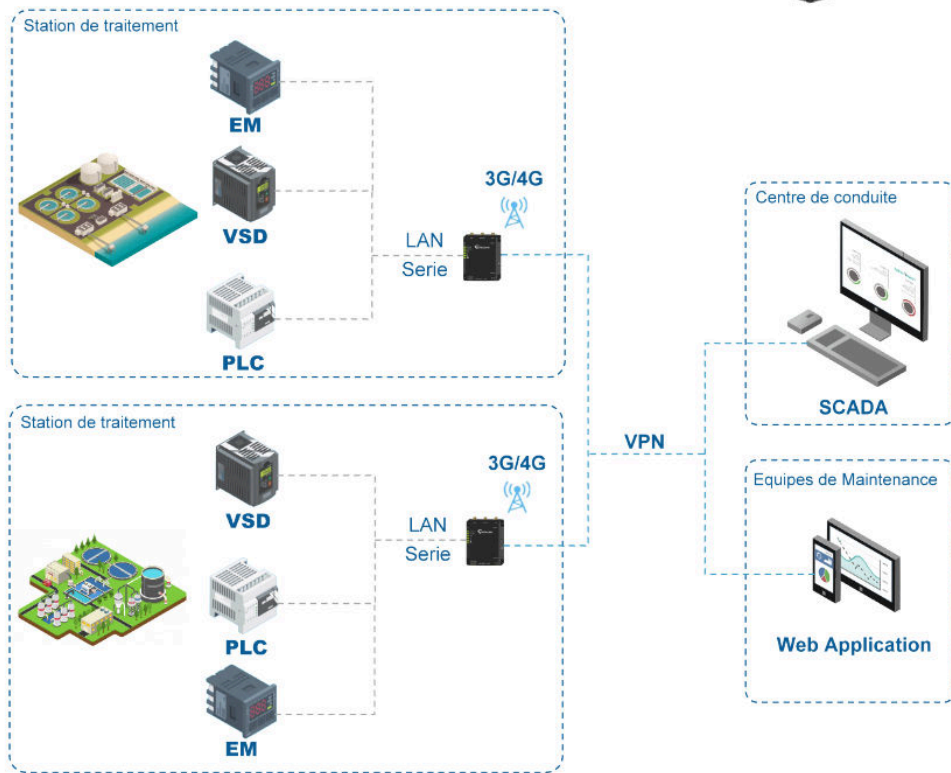 Station de traitement
EM
VSD
PLC
LAN
Serie
3G/4G
Station de traitement
VSD
PLC
EM
LAN
Serie
3G/4G
VPN
Centre de conduite
SCADA
Equipes de Maintenance
Web Application